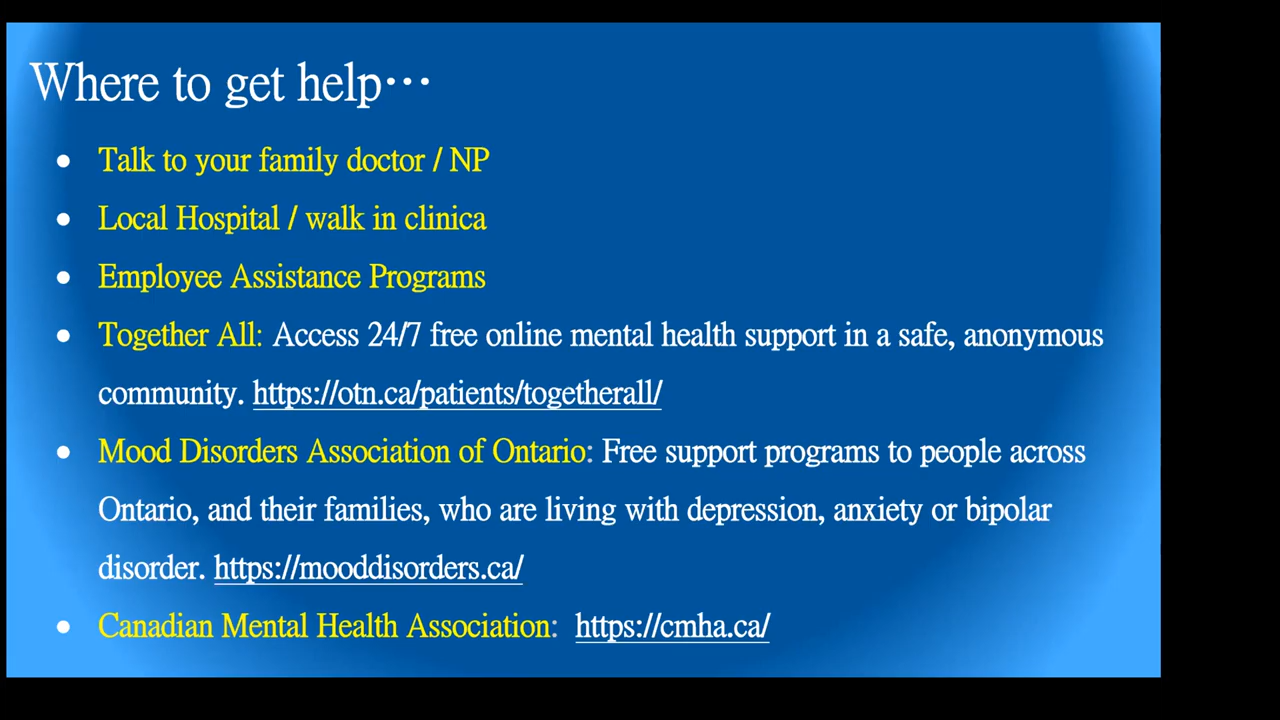 Where to get help⋯
• Talk to your family doctor / NP
• Local Hospital / walk in clinica
• Employee Assistance Programs
• Together All: Access 24/7 free online mental health support in a safe, anonymous
community. https://otn.ca/patients/togetherall/
• Mood Disorders Association of Ontario: Free support programs to people across
Ontario, and their families, who are living with depression, anxiety or bipolar
disorder. https://mooddisorders.ca/
• Canadian Mental Health Association: https://cmha.ca/